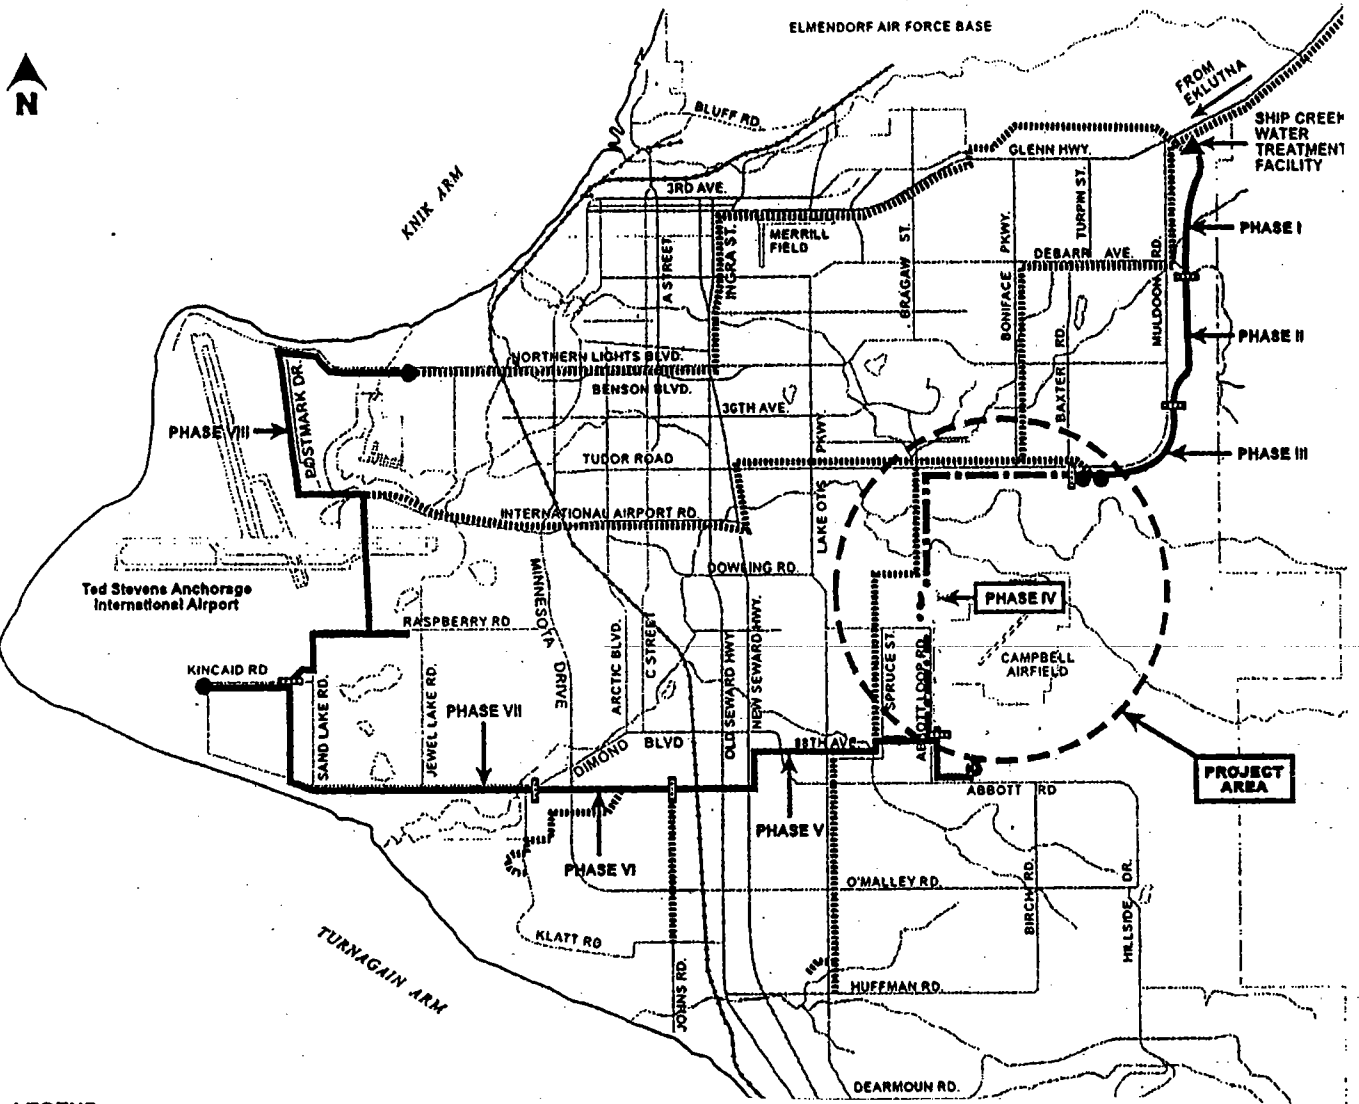 ELMENDORF AIR FORCE BASE
N
FROM
EKLUTNA
SHIP CREEK
WATER
TREATMENT
FACILITY
BLUFF RD.
GLENN HWY.
KNIK ARM
3RD AVE.
MERRILL
FIELD
A STREET
INGRA ST.
BRAGAW ST.
BONIFACE PKWY.
TURPIN ST.
DEBARR AVE.
MULDOON RD.
BAXTER RD.
PHASE I
PHASE II
PHASE III
NORTHERN LIGHTS BLVD.
BENSON BLVD.
36TH AVE.
POSTMARK DR.
PHASE VIII
TUDOR ROAD
LAKE OTIS PKWY
INTERNATIONAL AIRPORT RD.
DOWLING RD.
Ted Stevens Anchorage
International Airport
MINNESOTA DRIVE
RASPBERRY RD
ARCTIC BLVD.
C STREET
OLD SEWARD HWY
NEW SEWARD HWY.
SPRUCE ST.
ABBOTT LOOP RD.
PHASE IV
CAMPBELL
AIRFIELD
KINCAID RD
SAND LAKE RD.
JEWEL LAKE RD.
PHASE VII
DIMOND BLVD
88TH AVE.
PROJECT
AREA
ABBOTT RD
PHASE V
PHASE VI
O'MALLEY RD.
BIRCH RD.
HILLSIDE DR.
KLATT RD
TURNAGAIN ARM
JOHNS RD.
HUFFMAN RD.
DEARMOUN RD.